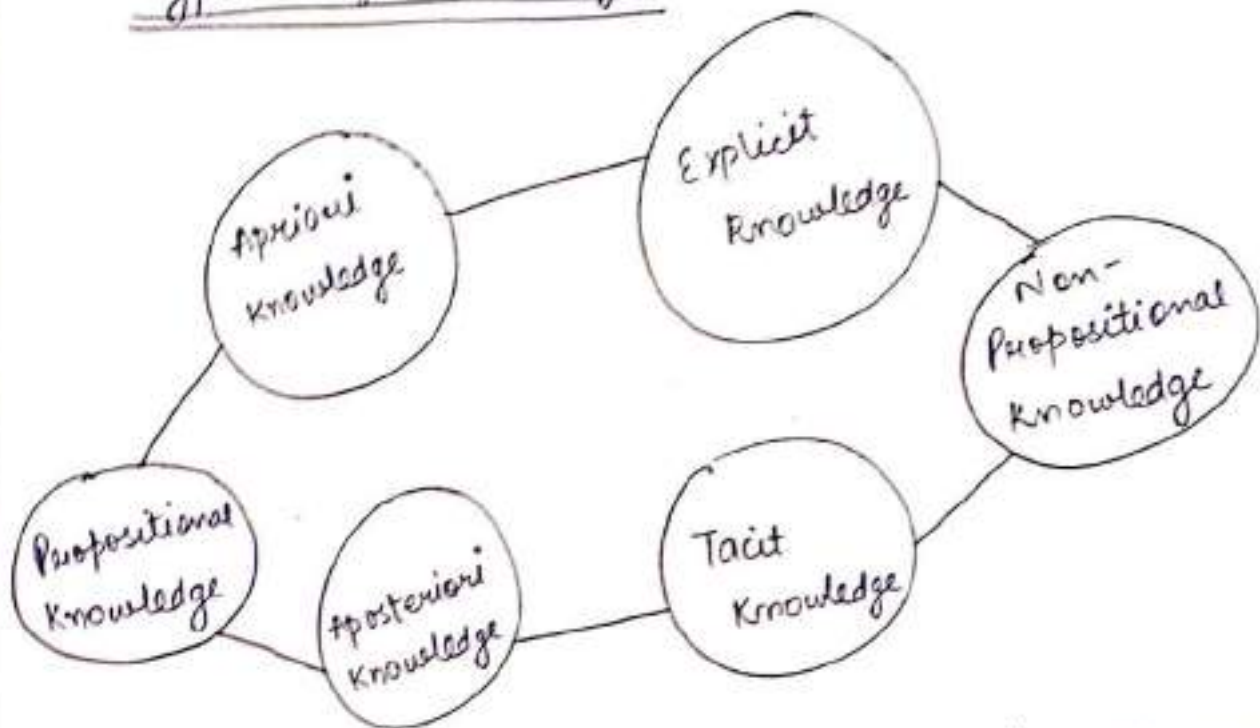 Apriori
Knowledge
Explicit
Knowledge
Non-
Propositional
Knowledge
Propositional
Knowledge
Aposteriori
Knowledge
Tacit
Knowledge